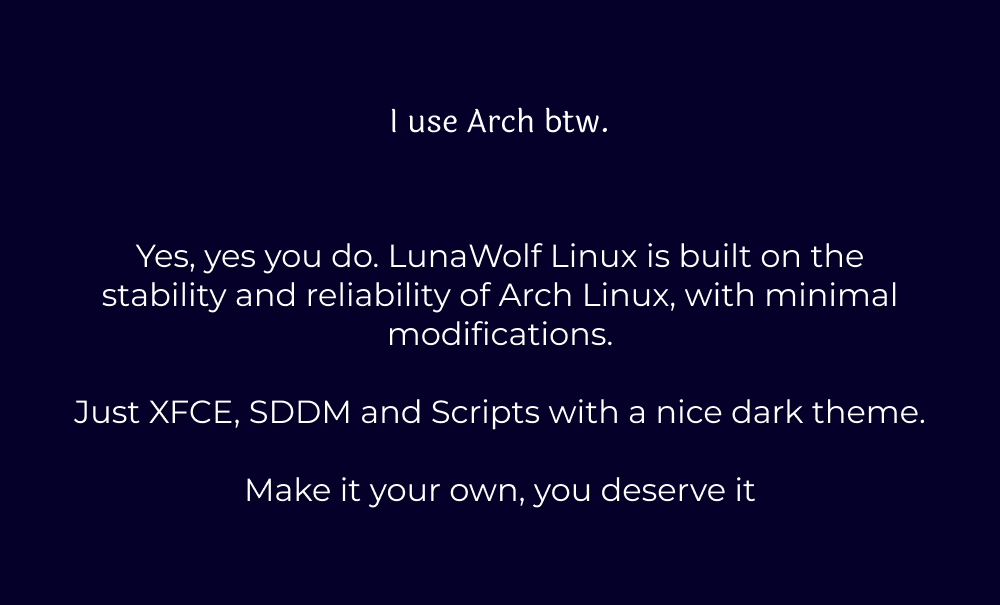 I use Arch btw.
Yes, yes you do. LunaWolf Linux is built on the
stability and reliability of Arch Linux, with minimal
modifications.
Just XFCE, SDDM and Scripts with a nice dark theme.
Make it your own, you deserve it